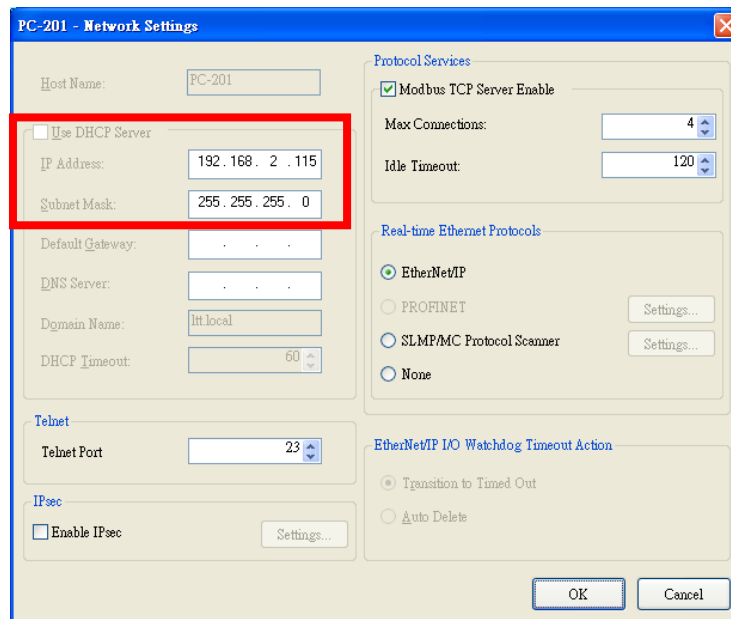 PC-201 - Network Settings
Host Name:
PC-201
Use DHCP Server
IP Address:
192 . 168 . 2 . 115
Subnet Mask:
255 . 255 . 255 . 0
Default Gateway:
. . .
DNS Server:
. . .
Domain Name:
ltt.local
DHCP Timeout:
60
Telnet
Telnet Port
23
IPsec
Enable IPsec
Settings...
Protocol Services
Modbus TCP Server Enable
Max Connections:
4
Idle Timeout:
120
Real-time Ethernet Protocols
EtherNet/IP
PROFINET
Settings...
SLMP/MC Protocol Scanner
Settings...
None
EtherNet/IP I/O Watchdog Timeout Action
Transition to Timed Out
Auto Delete
OK
Cancel